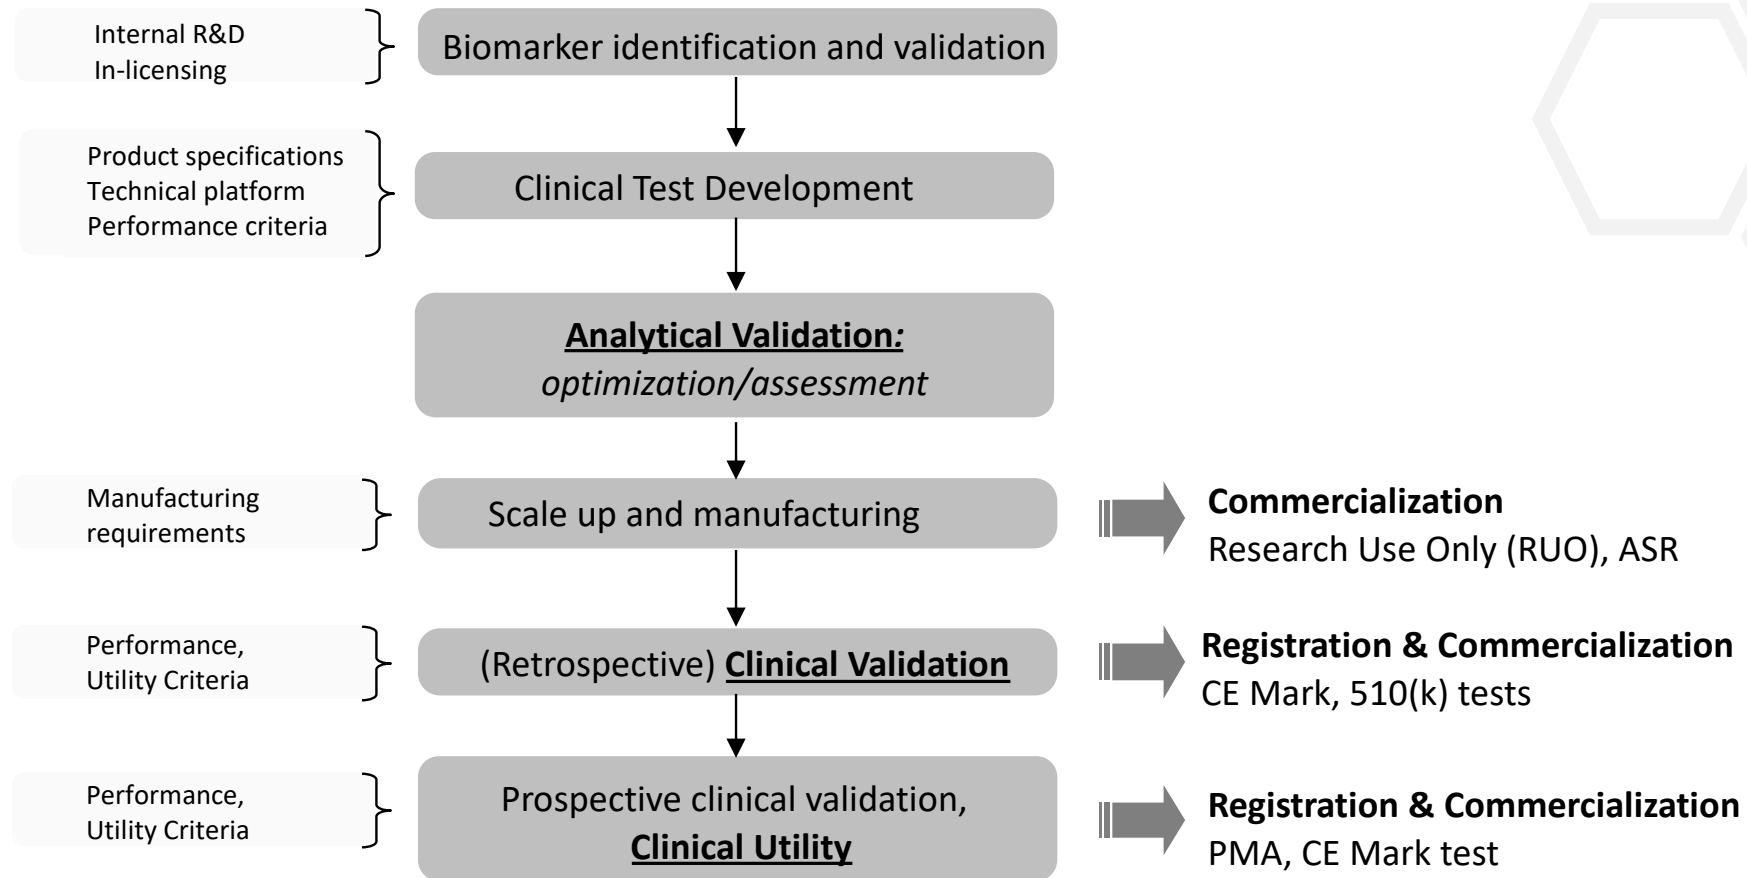 Internal R&D
In-licensing
Biomarker identification and validation
Product specifications
Technical platform
Performance criteria
Clinical Test Development
Analytical Validation:
optimization/assessment
Manufacturing
requirements
Scale up and manufacturing
Commercialization
Research Use Only (RUO), ASR
Performance,
Utility Criteria
(Retrospective) Clinical Validation
Registration & Commercialization
CE Mark, 510(k) tests
Performance,
Utility Criteria
Prospective clinical validation,
Clinical Utility
Registration & Commercialization
PMA, CE Mark test